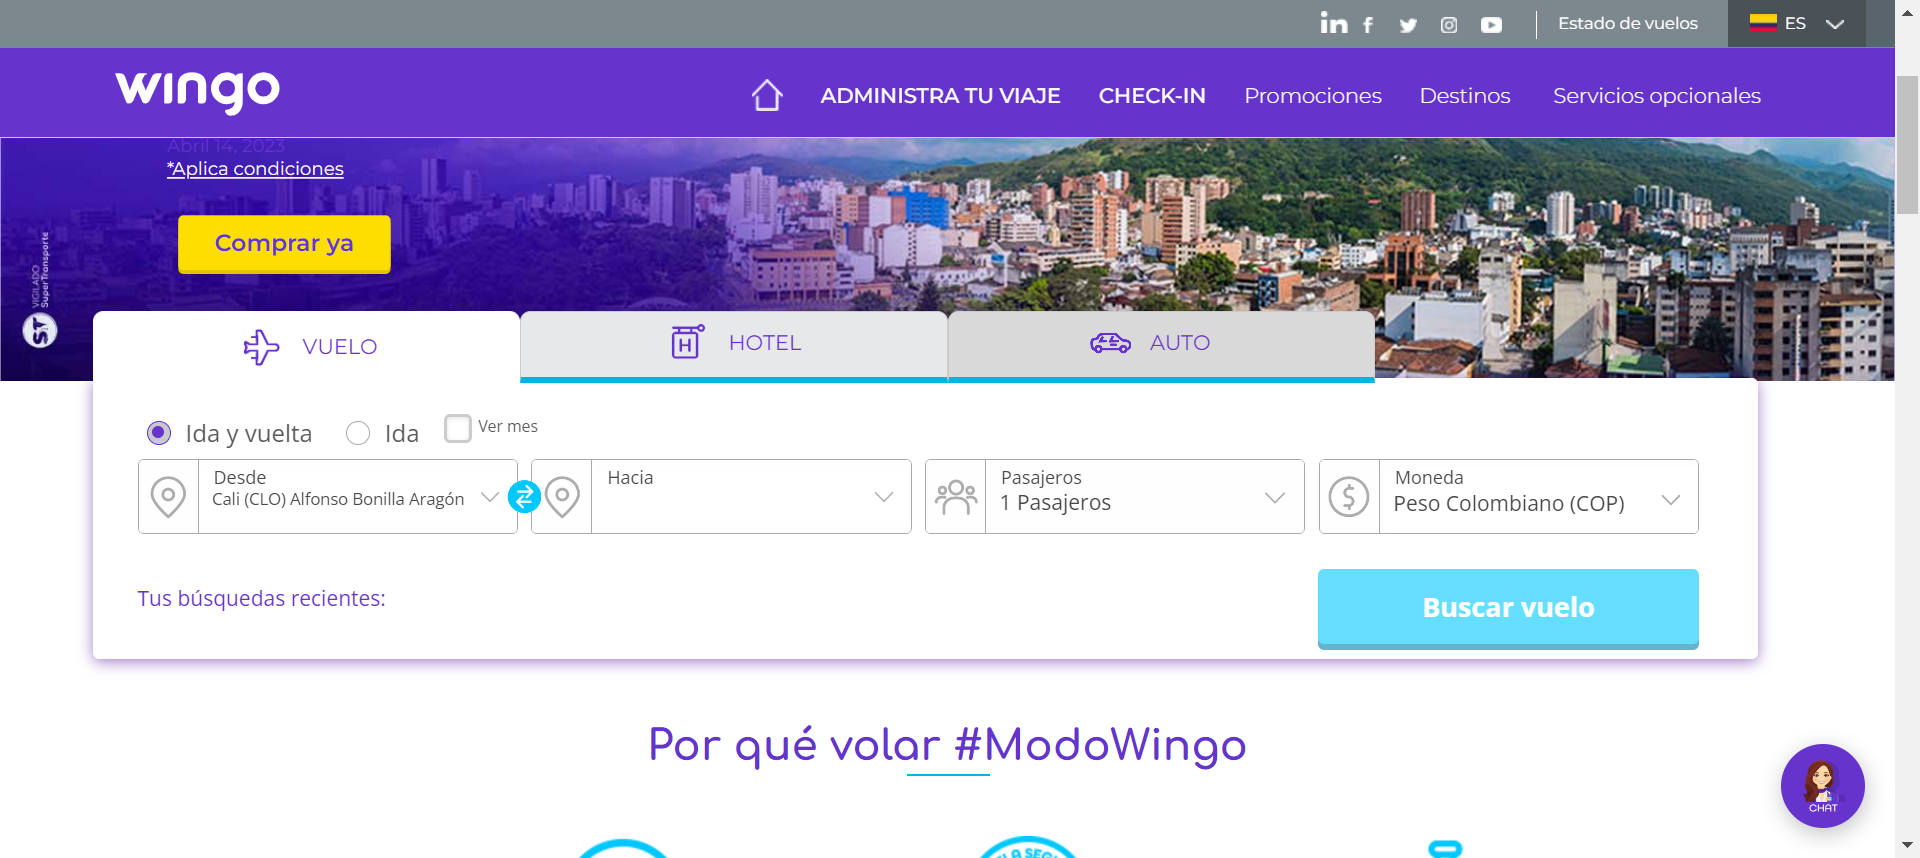 Estado de vuelos
ES
wingo
ADMINISTRA TU VIAJE
CHECK-IN
Promociones
Destinos
Servicios opcionales
Abril 14, 2023
*Aplica condiciones
Comprar ya
VIGILADO
SuperTransporte
VUELO
HOTEL
AUTO
Ida y vuelta
Ida
Ver mes
Desde
Cali (CLO) Alfonso Bonilla Aragón
Hacia
Pasajeros
1 Pasajeros
Moneda
Peso Colombiano (COP)
Tus búsquedas recientes:
Buscar vuelo
Por qué volar #ModoWingo
CHAT